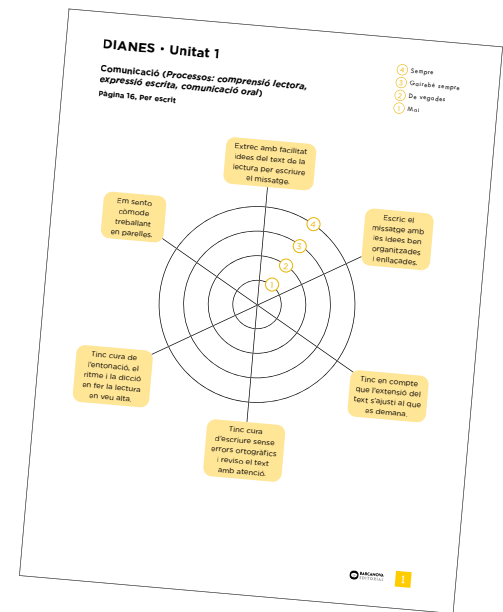 DIANES · Unitat 1
Comunicació (Processos: comprensió lectora,
expressió escrita, comunicació oral)
Pàgina 16, Per escrit
4 Sempre
3 Gairebé sempre
2 De vegades
1 Mai
Extrec amb facilitat
idees del text de la
lectura per escriure
el missatge.
Em sento
còmode
treballant
en parelles.
Escric el
missatge amb
les idees ben
organitzades
i enllaçades.
4
3
2
1
Tinc cura de
l'entonació, el
ritme i la dicció
en fer la lectura
en veu alta.
Tinc en compte
que l'extensió del
text s'ajusti al que
es demana.
Tinc cura
d'escriure sense
errors ortogràfics
i reviso el text
amb atenció.
BARCANOVA
EDITORIAL
1